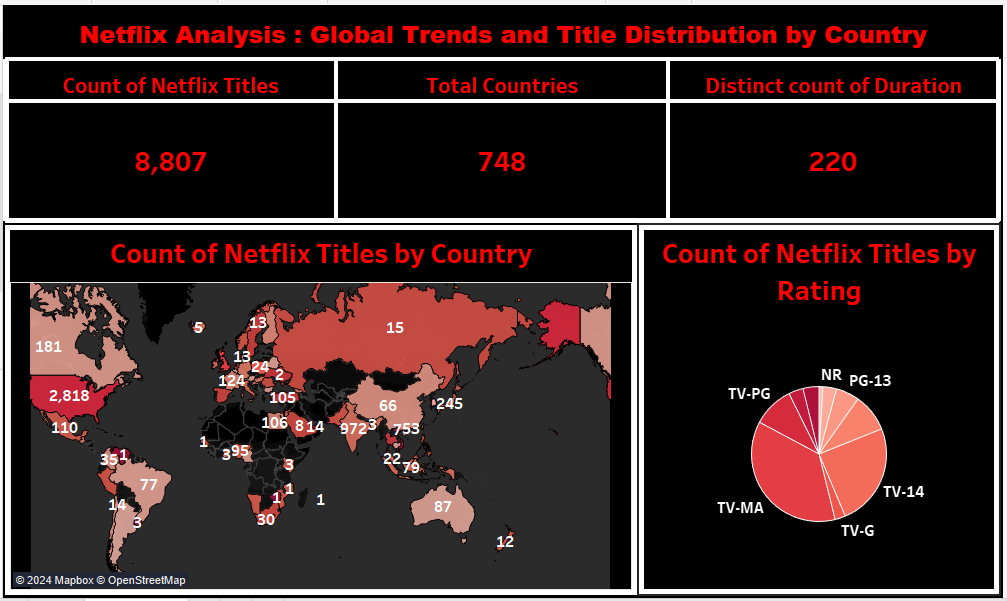 Netflix Analysis : Global Trends and Title Distribution by Country
Count of Netflix Titles
Total Countries
Distinct count of Duration
8,807
748
220
Count of Netflix Titles by Country
Count of Netflix Titles by
Rating
5
13
15
181
13
24
2
124
2,818
105
66
245
110
106
8
14
972
3
753
1
3
95
35
1
22
79
3
77
1
14
1
1
87
3
30
12
© 2024 Mapbox © OpenStreetMap
NR
PG-13
TV-PG
TV-14
TV-MA
TV-G